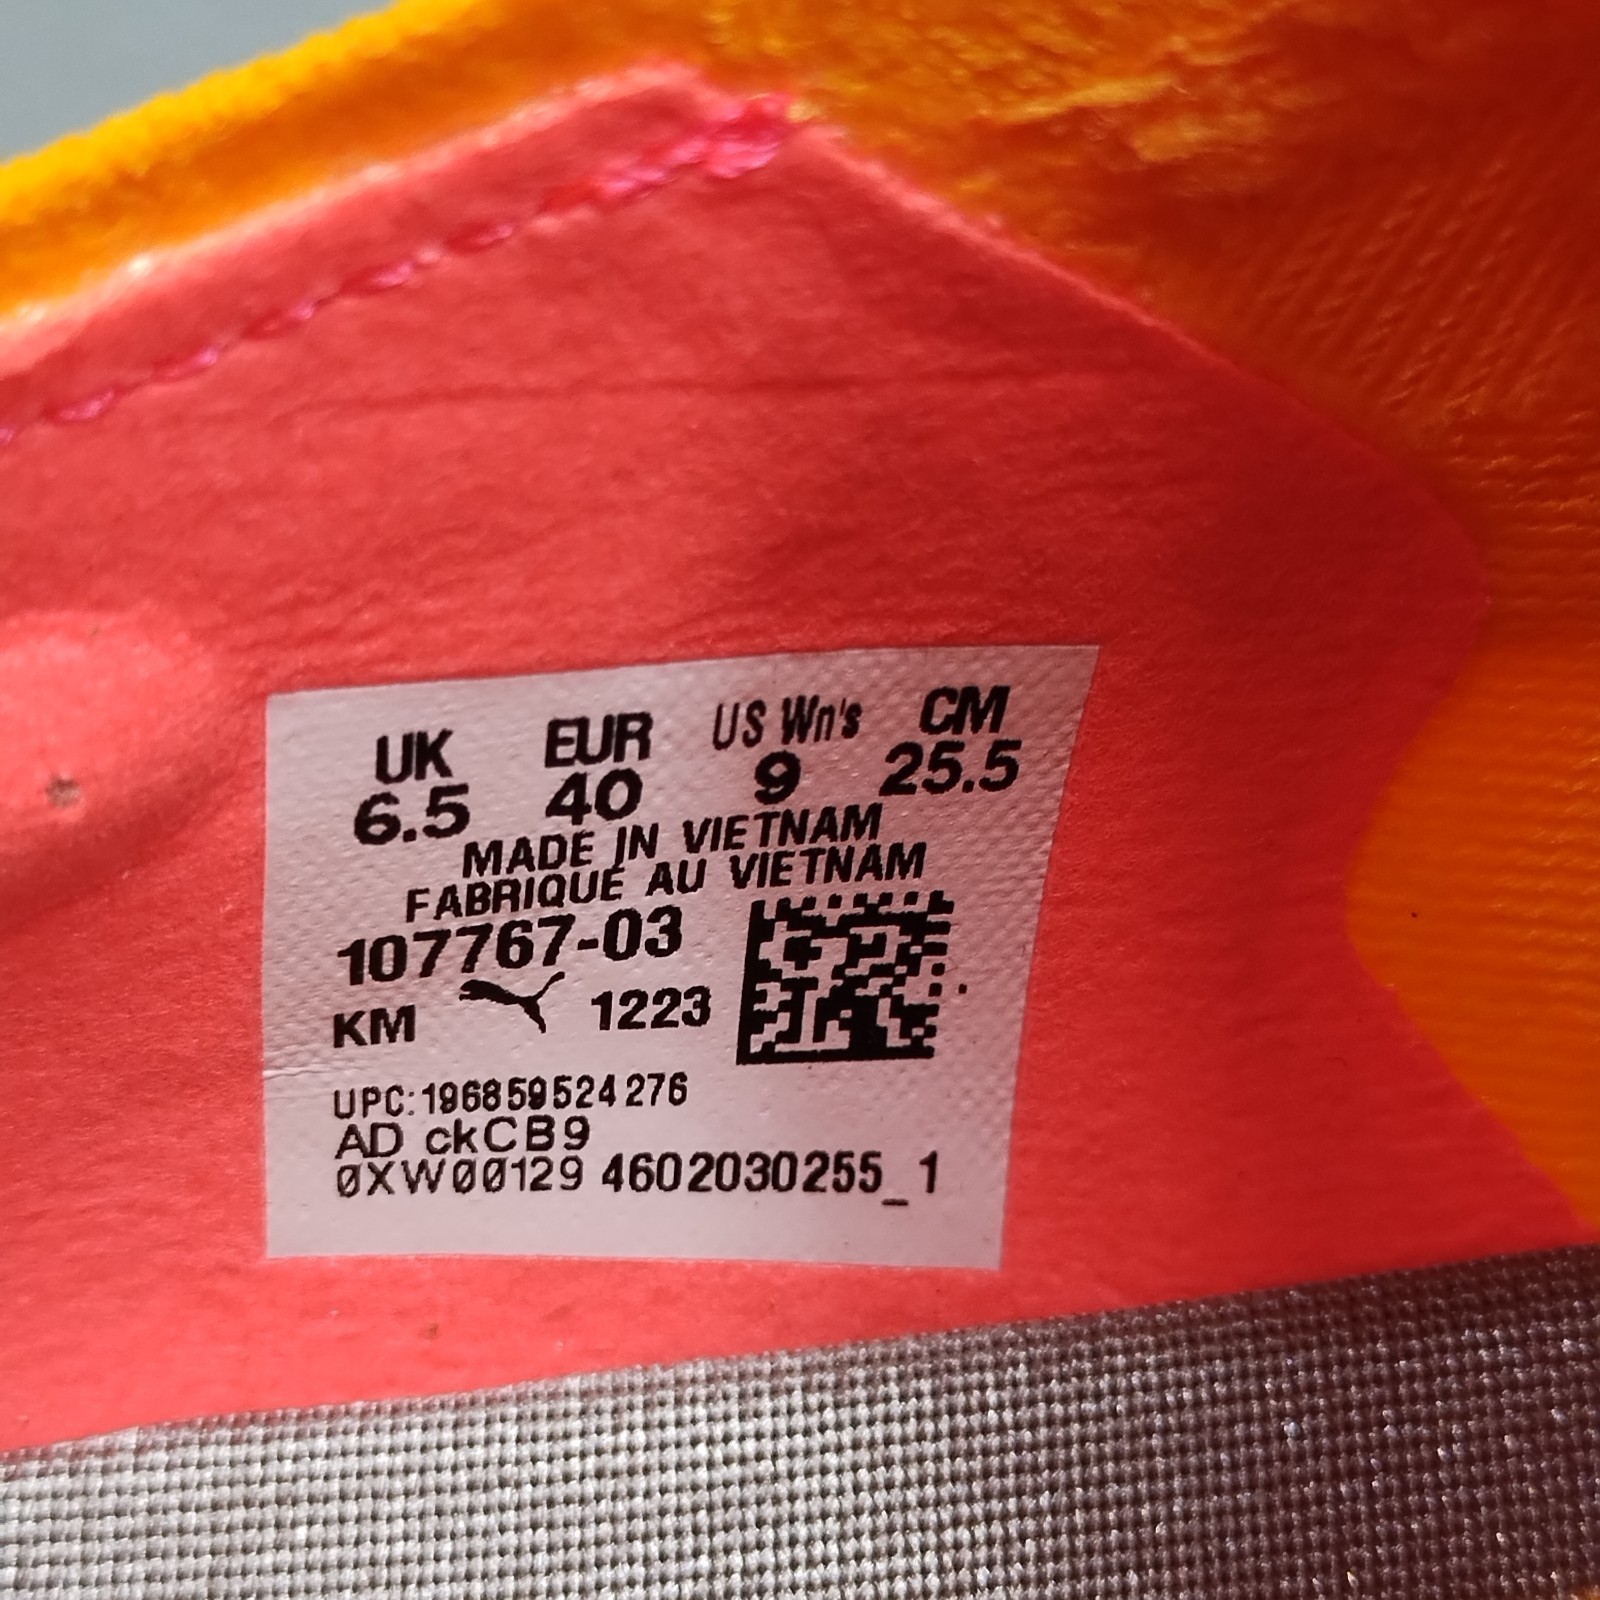 UK EUR US Wn's CM
6.5 40 9 25.5
MADE IN VIETNAM
FABRIQUÉ AU VIETNAM
107767-03
KM 1223
UPC:196859524276
AD ckCB9
0XW00129 4602030255_1